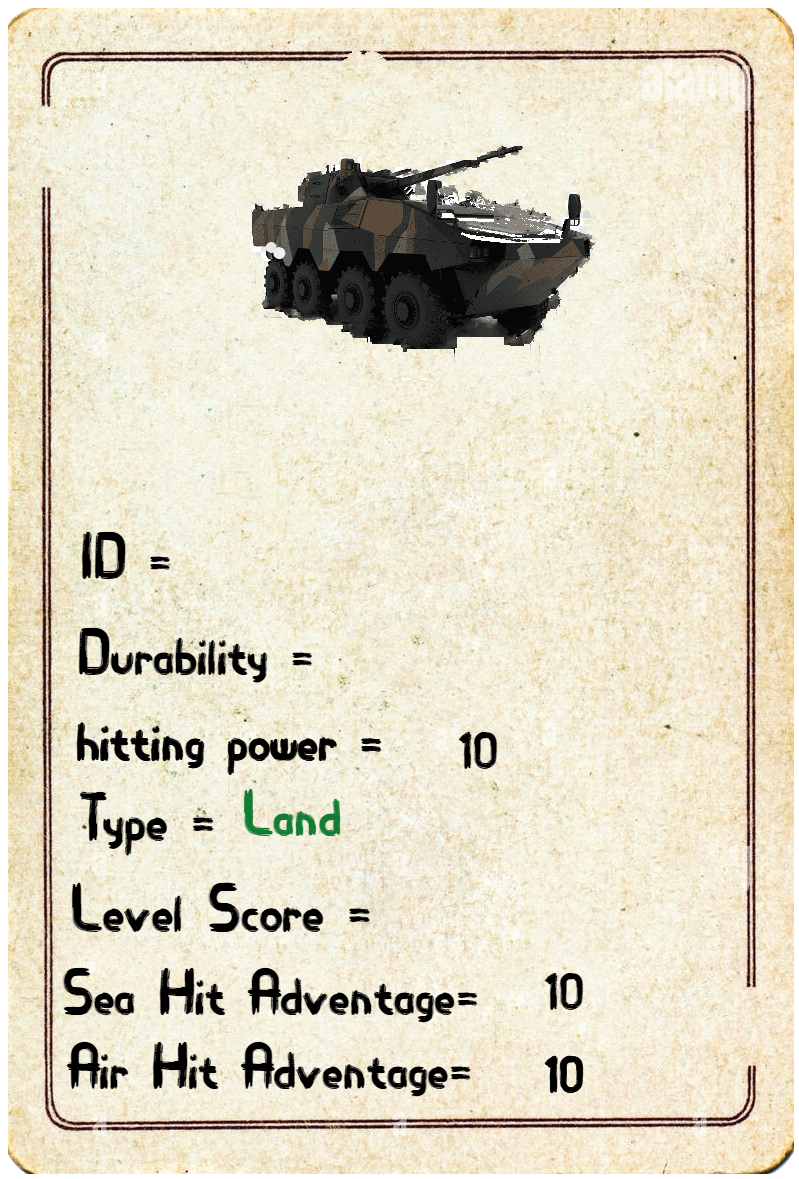 ID =
Durability =
hitting power = 10
Type = Land
Level Score =
Sea Hit Adventage= 10
Air Hit Adventage= 10